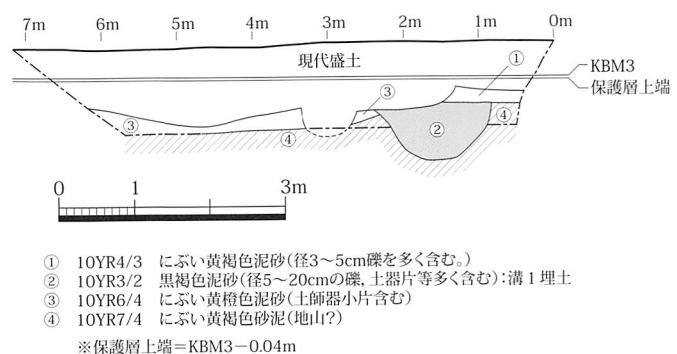 7m 6m 5m 4m 3m 2m 1m 0m
現代盛土
①
KBM3
保護層上端
③
③
④
②
④
0 1 3m
① 10YR4/3 にぶい黄褐色泥砂(径3〜5cm礫を多く含む。)
② 10YR3/2 黒褐色泥砂(径5〜20cmの礫, 土器片等多く含む):溝1埋土
③ 10YR6/4 にぶい黄橙色泥砂(土師器小片含む)
④ 10YR7/4 にぶい黄褐色砂泥(地山?)
※保護層上端=KBM3−0.04m